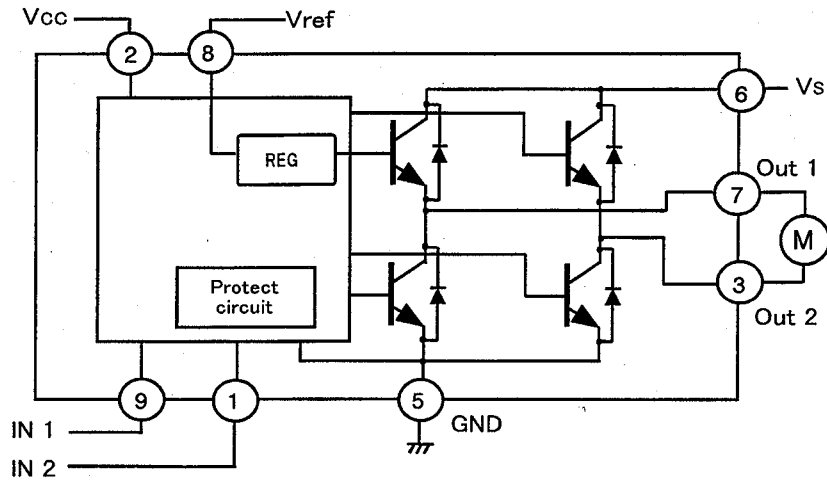 Vcc
Vref
2
8
6
Vs
REG
Out 1
7
M
Protect
circuit
3
Out 2
9
1
5
GND
IN 1
IN 2